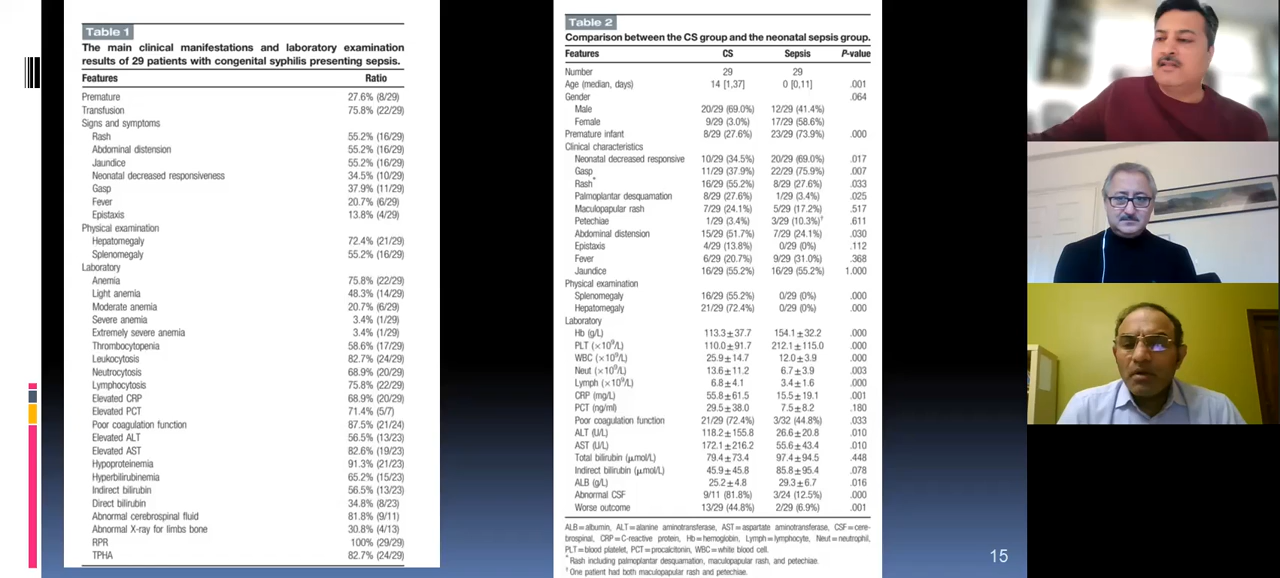 Table 1
The main clinical manifestations and laboratory examination
results of 29 patients with congenital syphilis presenting sepsis.
Features Ratio
Premature 27.6% (8/29)
Transfusion 75.8% (22/29)
Signs and symptoms
Rash 55.2% (16/29)
Abdominal distension 55.2% (16/29)
Jaundice 55.2% (16/29)
Neonatal decreased responsiveness 34.5% (10/29)
Gasp 37.9% (11/29)
Fever 20.7% (6/29)
Epistaxis 13.8% (4/29)
Physical examination
Hepatomegaly 72.4% (21/29)
Splenomegaly 55.2% (16/29)
Laboratory
Anemia 75.8% (22/29)
Light anemia 48.3% (14/29)
Moderate anemia 20.7% (6/29)
Severe anemia 3.4% (1/29)
Extremely severe anemia 3.4% (1/29)
Thrombocytopenia 58.6% (17/29)
Leukocytosis 82.7% (24/29)
Neutrocytosis 68.9% (20/29)
Lymphocytosis 75.8% (22/29)
Elevated CRP 68.9% (20/29)
Elevated PCT 71.4% (5/7)
Poor coagulation function 87.5% (21/24)
Elevated ALT 56.5% (13/23)
Elevated AST 82.6% (19/23)
Hypoproteinemia 91.3% (21/23)
Hyperbilirubinemia 65.2% (15/23)
Indirect bilirubin 56.5% (13/23)
Direct bilirubin 34.8% (8/23)
Abnormal cerebrospinal fluid 81.8% (9/11)
Abnormal X-ray for limbs bone 30.8% (4/13)
RPR 100% (29/29)
TPHA 82.7% (24/29)
Table 2
Comparison between the CS group and the neonatal sepsis group.
Features CS Sepsis P-value
Number 29 29
Age (median, days) 14 [1,37] 0 [0,11] .001
Gender .064
Male 20/29 (69.0%) 12/29 (41.4%)
Female 9/29 (3.0%) 17/29 (58.6%)
Premature infant 8/29 (27.6%) 23/29 (73.9%) .000
Clinical characteristics
Neonatal decreased responsive 10/29 (34.5%) 20/29 (69.0%) .017
Gasp 11/29 (37.9%) 22/29 (75.9%) .007
Rash* 16/29 (55.2%) 8/29 (27.6%) .033
Palmoplantar desquamation 8/29 (27.6%) 1/29 (3.4%) .025
Maculopapular rash 7/29 (24.1%) 5/29 (17.2%) .517
Petechiae 1/29 (3.4%) 3/29 (10.3%)† .611
Abdominal distension 15/29 (51.7%) 7/29 (24.1%) .030
Epistaxis 4/29 (13.8%) 0/29 (0%) .112
Fever 6/29 (20.7%) 9/29 (31.0%) .368
Jaundice 16/29 (55.2%) 16/29 (55.2%) 1.000
Physical examination
Splenomegaly 16/29 (55.2%) 0/29 (0%) .000
Hepatomegaly 21/29 (72.4%) 0/29 (0%) .000
Laboratory
Hb (g/L) 113.3±37.7 154.1±32.2 .000
PLT (×10⁹/L) 110.0±91.7 212.1±115.0 .000
WBC (×10⁹/L) 25.9±14.7 12.0±3.9 .000
Neut (×10⁹/L) 13.6±11.2 6.7±3.9 .003
Lymph (×10⁹/L) 6.8±4.1 3.4±1.6 .000
CRP (mg/L) 55.8±61.5 15.5±19.1 .001
PCT (ng/ml) 29.5±38.0 7.5±8.2 .180
Poor coagulation function 21/29 (72.4%) 3/32 (44.8%) .033
ALT (U/L) 118.2±155.8 26.6±20.8 .010
AST (U/L) 172.1±216.2 55.6±43.4 .010
Total bilirubin (μmol/L) 79.4±73.4 97.4±94.5 .448
Indirect bilirubin (μmol/L) 45.9±45.8 85.8±95.4 .078
ALB (g/L) 25.2±4.8 29.3±6.7 .016
Abnormal CSF 9/11 (81.8%) 3/24 (12.5%) .000
Worse outcome 13/29 (44.8%) 2/29 (6.9%) .001
ALB=albumin, ALT=alanine aminotransferase, AST=aspartate aminotransferase, CSF=cere-
brospinal, CRP=C-reactive protein, Hb=hemoglobin, Lymph=lymphocyte, Neut=neutrophil,
PLT=blood platelet, PCT=procalcitonin, WBC=white blood cell.
* Rash including palmoplantar desquamation, maculopapular rash, and petechiae.
† One patient had both maculopapular rash and petechiae.
15